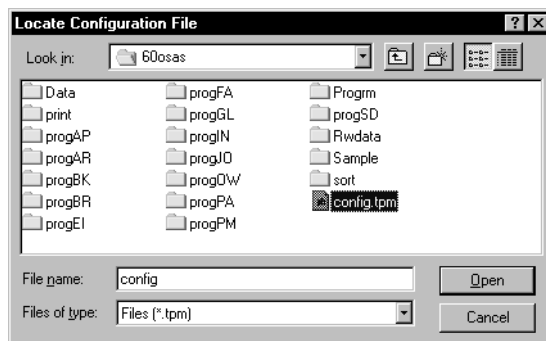 Locate Configuration File
Look in: 60osas
Data progFA Progrm
print progGL progSD
progAP progIN Rwdata
progAR progJO Sample
progBK progOW sort
progBR progPA config.tpm
progEI progPM
File name: config Open
Files of type: Files (*.tpm) Cancel